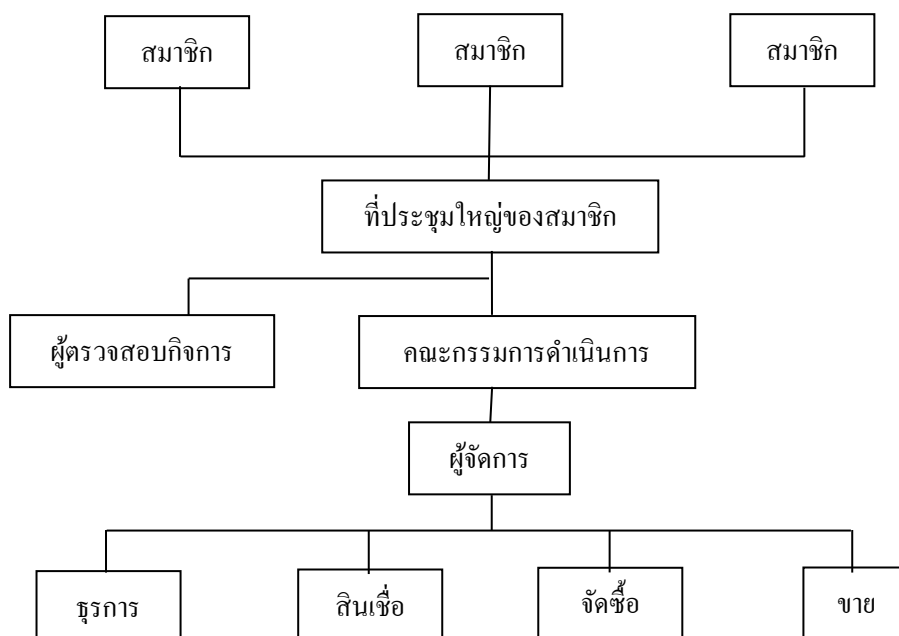 สมาชิก
สมาชิก
สมาชิก
ที่ประชุมใหญ่ของสมาชิก
ผู้ตรวจสอบกิจการ
คณะกรรมการดำเนินการ
ผู้จัดการ
ธุรการ
สินเชื่อ
จัดซื้อ
ขาย